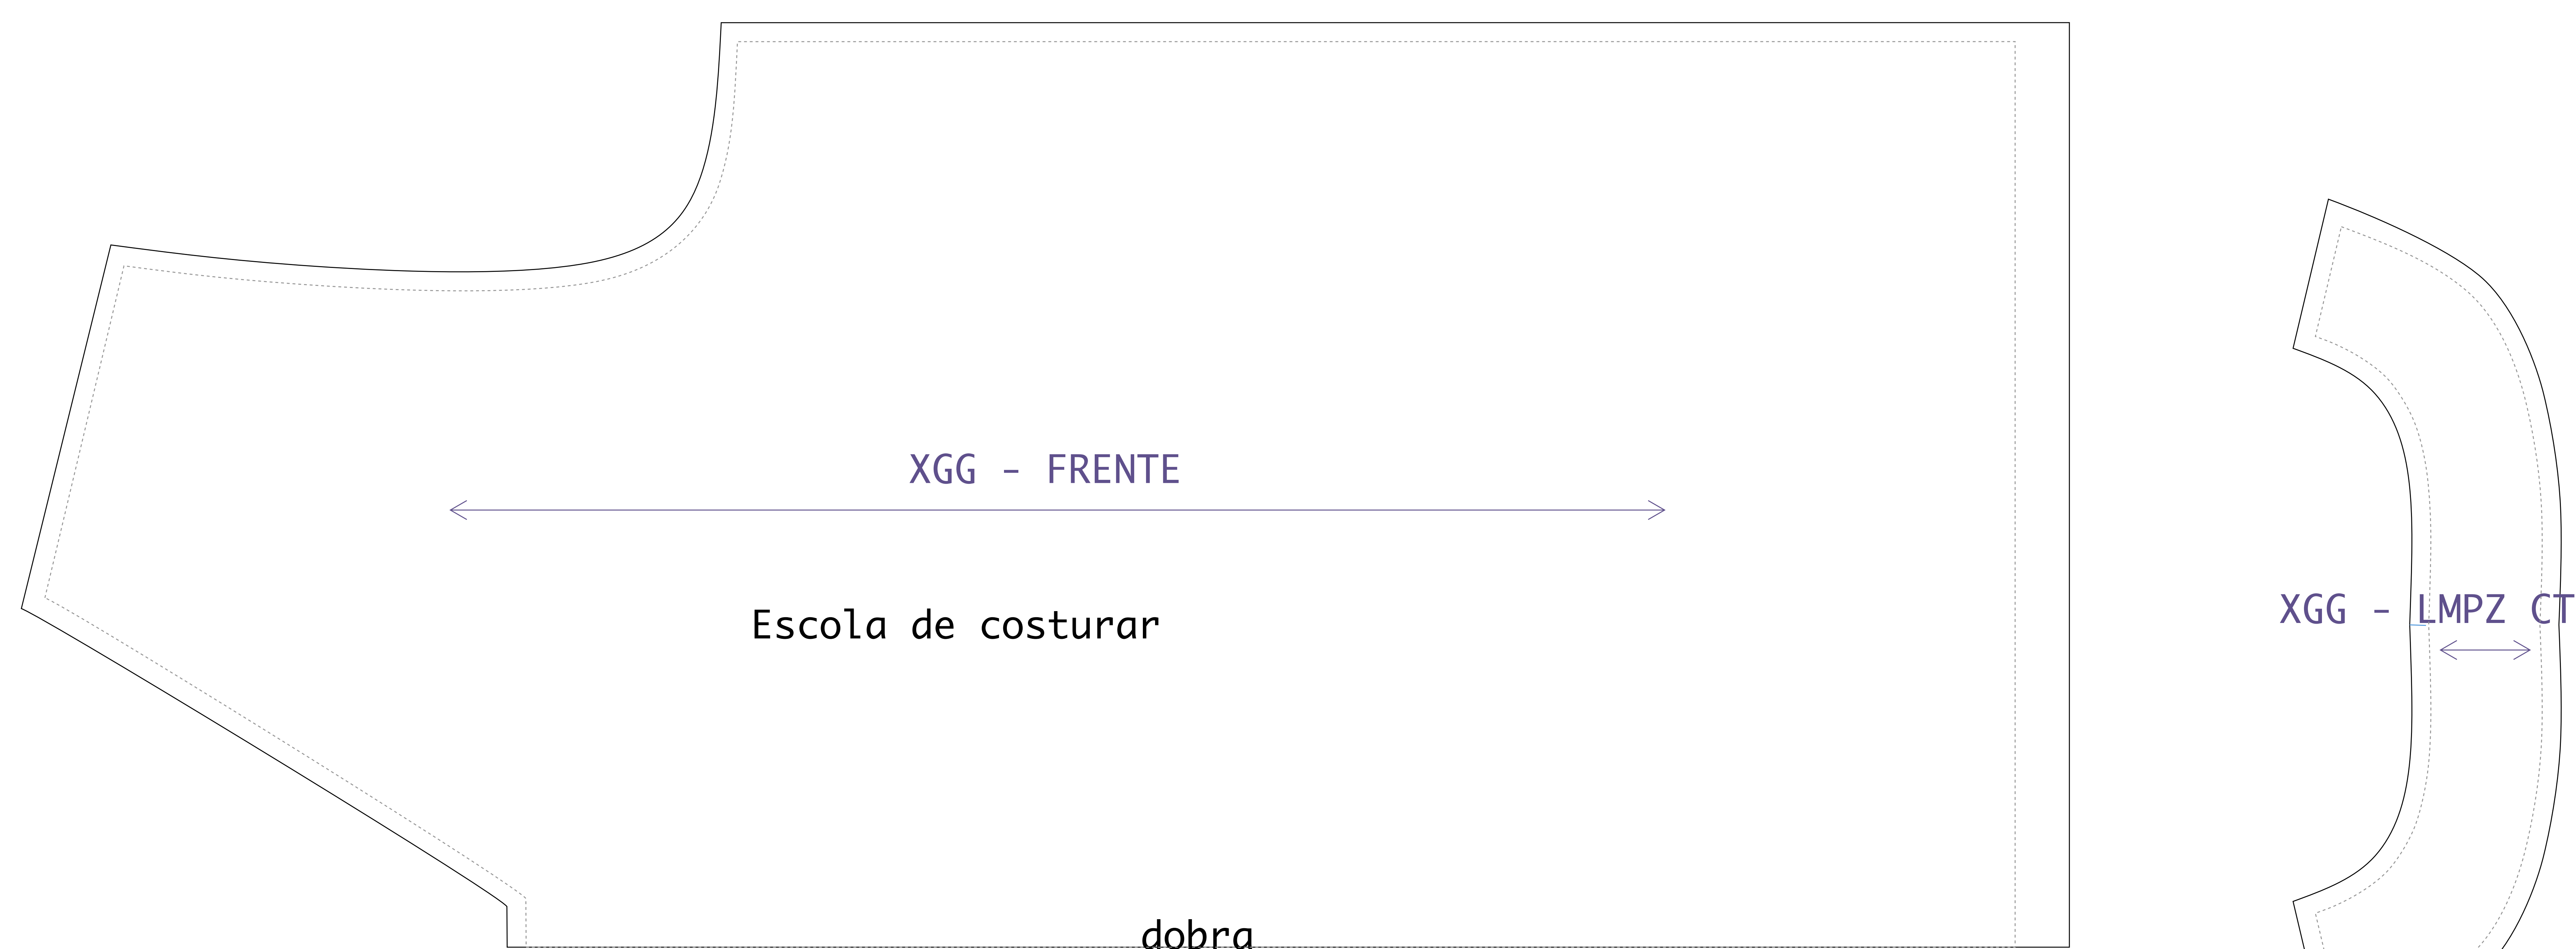 XGG - FRENTE
XGG - LMPZ CT
Escola de costurar
dobra